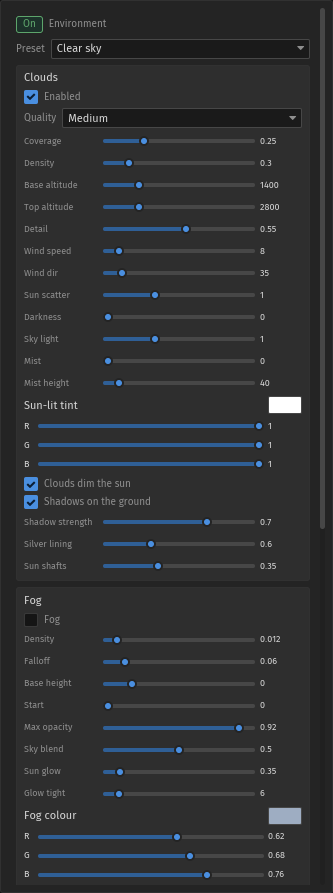 On Environment
Preset Clear sky
Clouds
Enabled
Quality Medium
Coverage 0.25
Density 0.3
Base altitude 1400
Top altitude 2800
Detail 0.55
Wind speed 8
Wind dir 35
Sun scatter 1
Darkness 0
Sky light 1
Mist 0
Mist height 40
Sun-lit tint
R 1
G 1
B 1
Clouds dim the sun
Shadows on the ground
Shadow strength 0.7
Silver lining 0.6
Sun shafts 0.35
Fog
Fog
Density 0.012
Falloff 0.06
Base height 0
Start 0
Max opacity 0.92
Sky blend 0.5
Sun glow 0.35
Glow tight 6
Fog colour
R 0.62
G 0.68
B 0.76